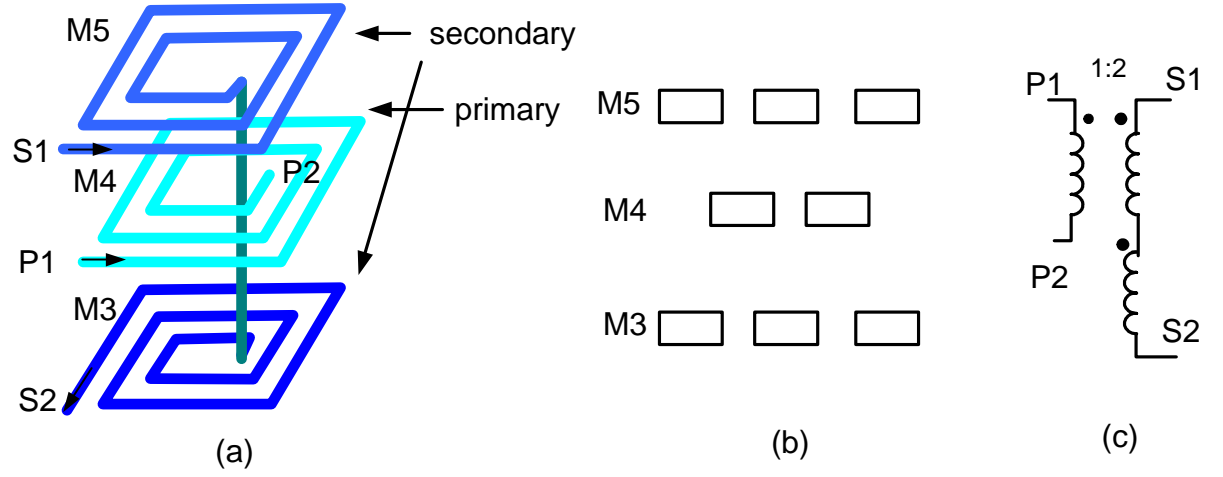 M5
secondary
primary
S1
M4
P2
P1
M3
S2
(a)
M5
M4
M3
(b)
P1
1:2
S1
P2
S2
(c)